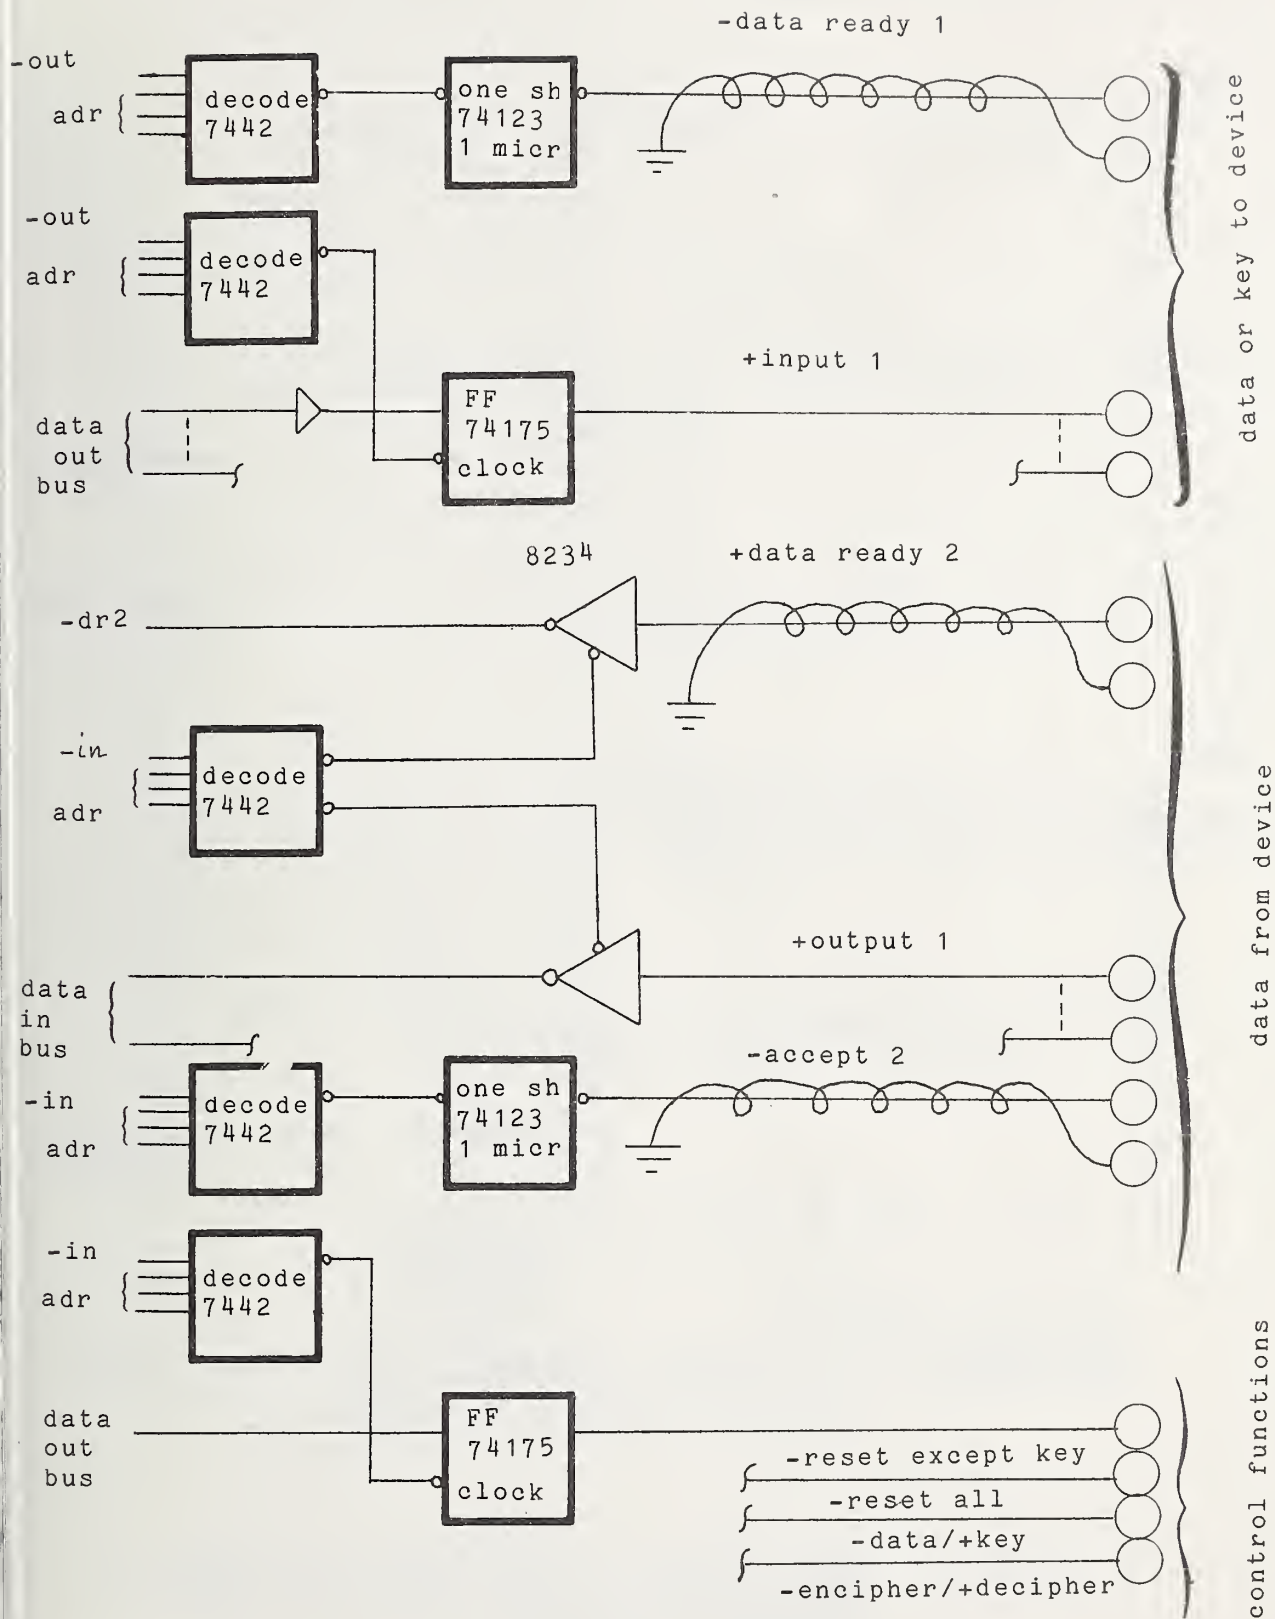 -data ready 1
-out
adr
decode
7442
one sh
74123
1 micr
-out
adr
decode
7442
+input 1
data
out
bus
FF
74175
clock
data or key to device
8234
+data ready 2
-dr2
-in
adr
decode
7442
+output 1
data
in
bus
-accept 2
-in
adr
decode
7442
one sh
74123
1 micr
data from device
-in
adr
decode
7442
data
out
bus
FF
74175
clock
-reset except key
-reset all
-data/+key
-encipher/+decipher
control functions